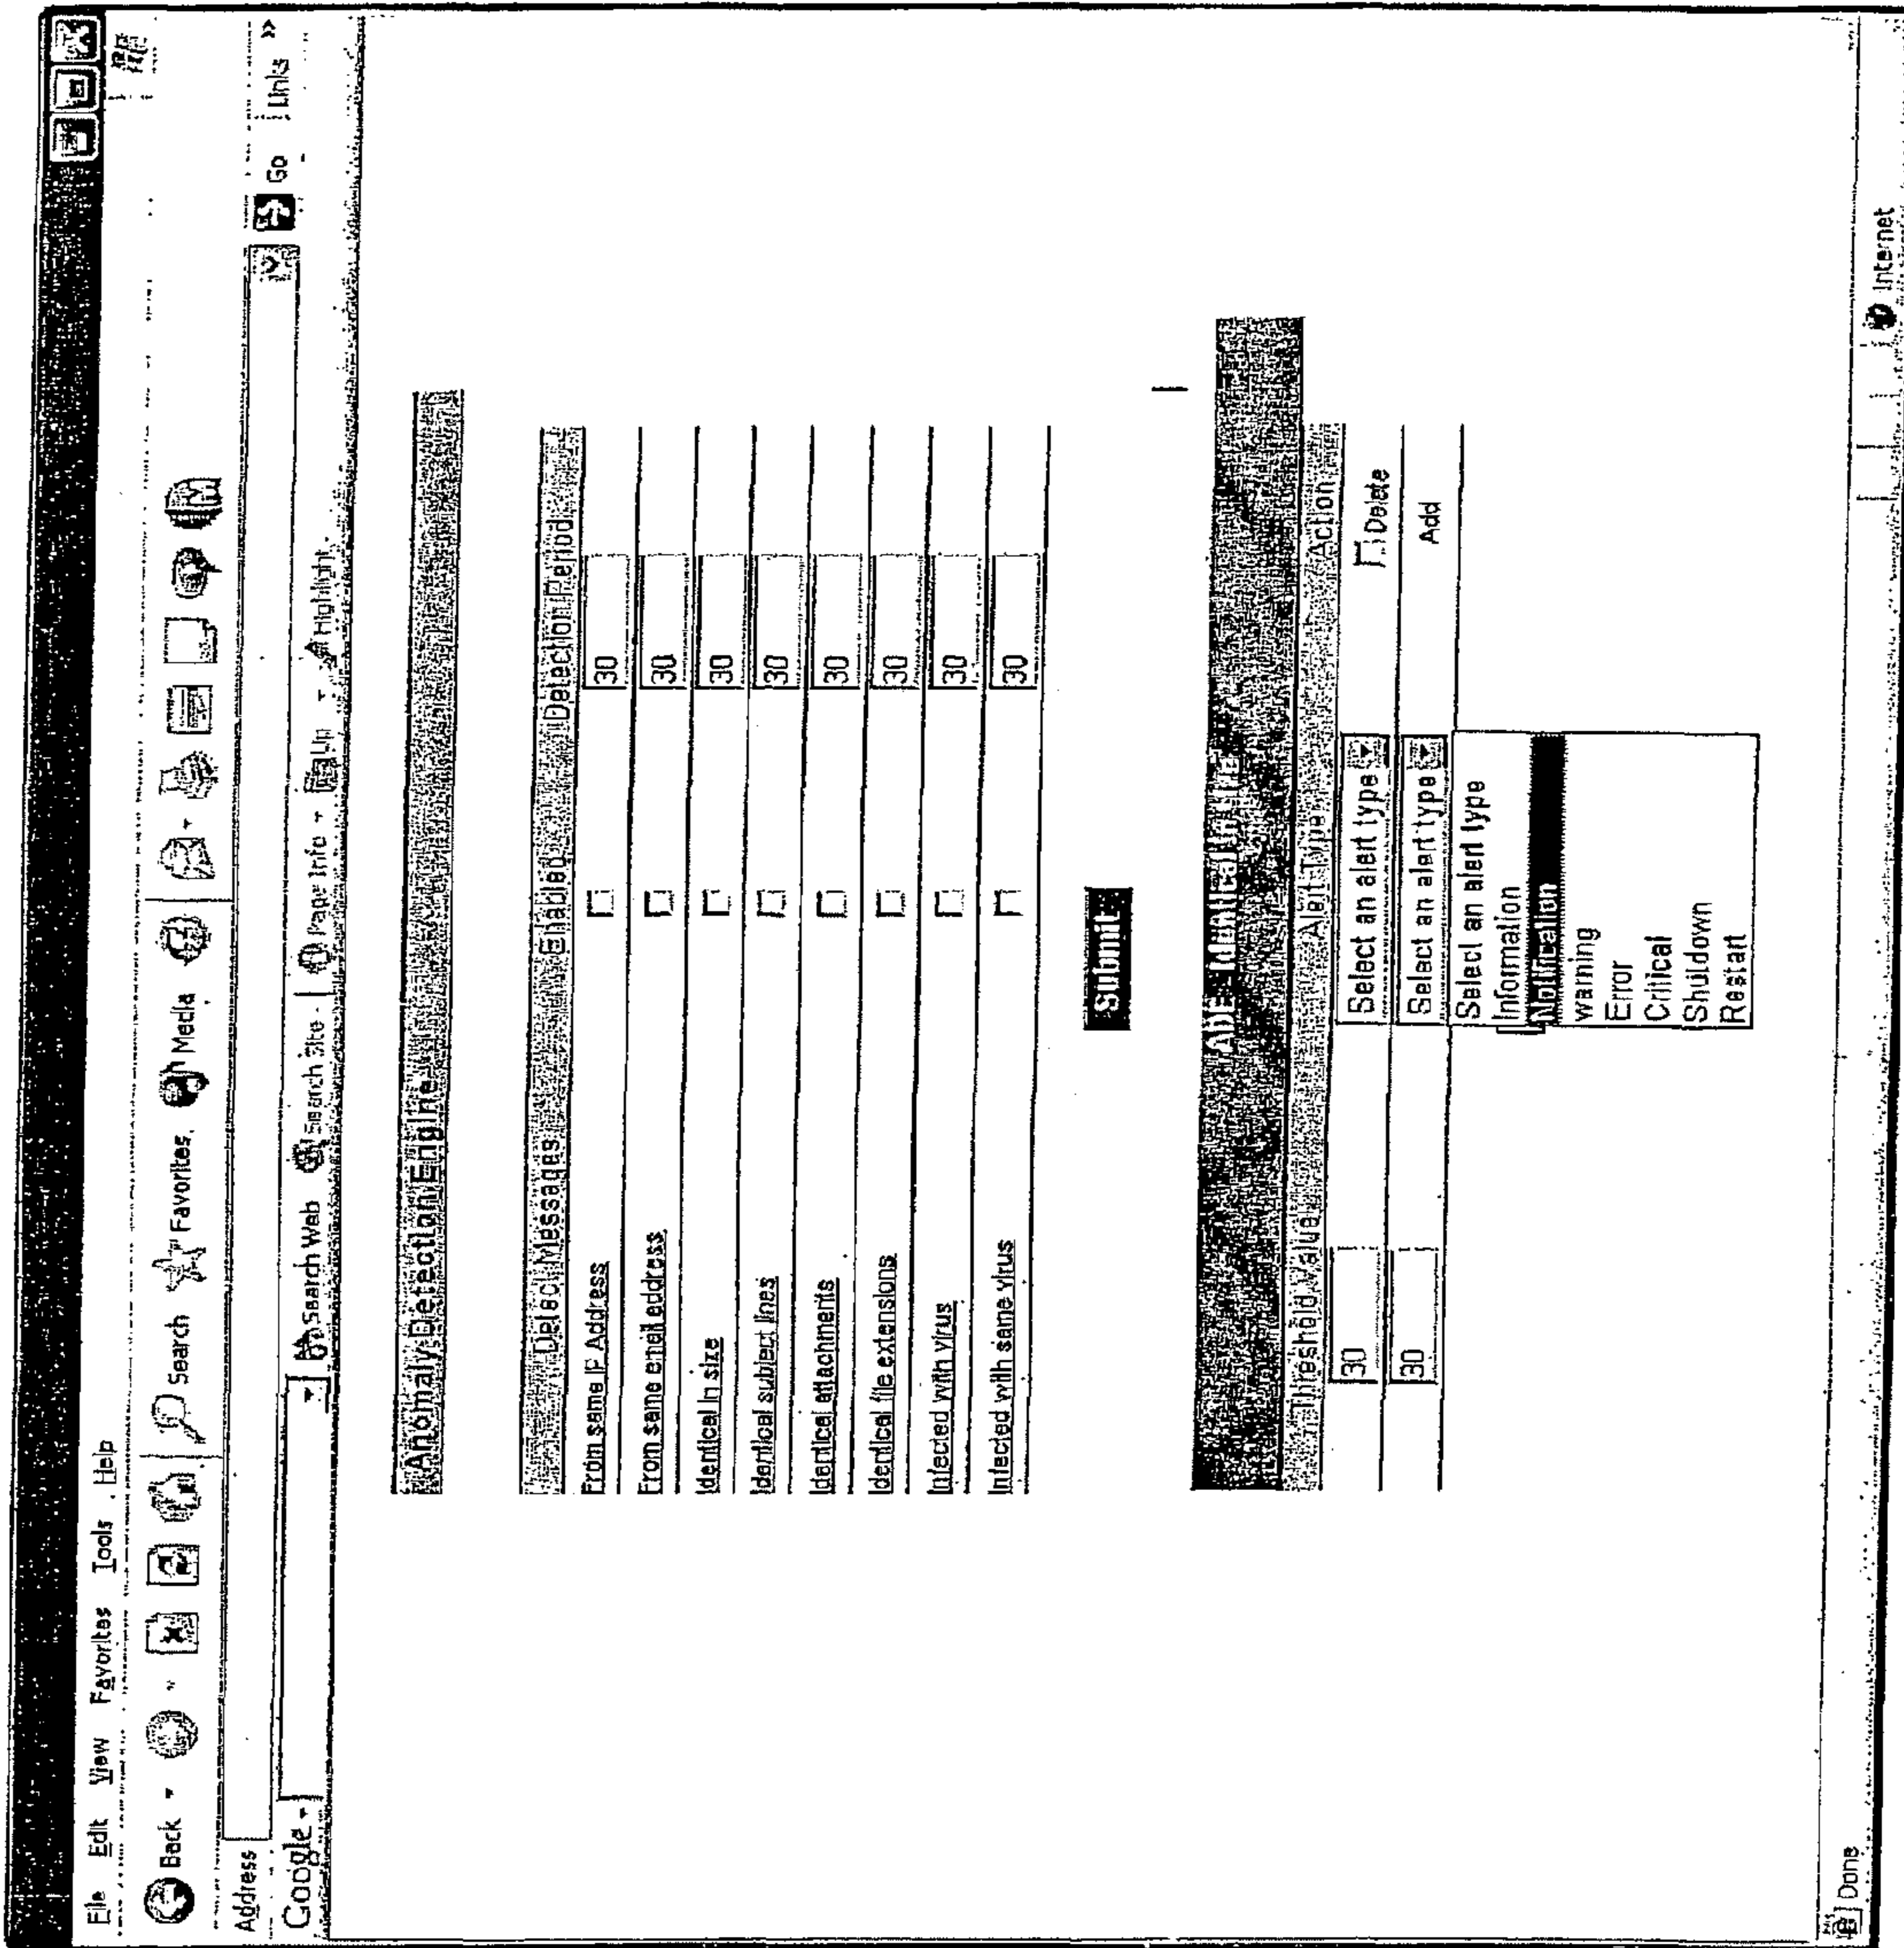 File Edit View Favorites Tools Help
Back Search Favorites Media
Address Go Links »
Google Search Web Search Site Page Info Up Highlight
Anomaly Detection Engine
Detect Messages Enabled Detection Period
From same IP Address 30
From same email address 30
Identical in size 30
Identical subject lines 30
Identical attachments 30
Identical file extensions 30
Infected with virus 30
Infected with same virus 30
Submit
Threshold Value Alert Type Action
30 Select an alert type Delete
30 Select an alert type Add
Select an alert type
Information
Notification
warning
Error
Critical
Shutdown
Restart
Done Internet